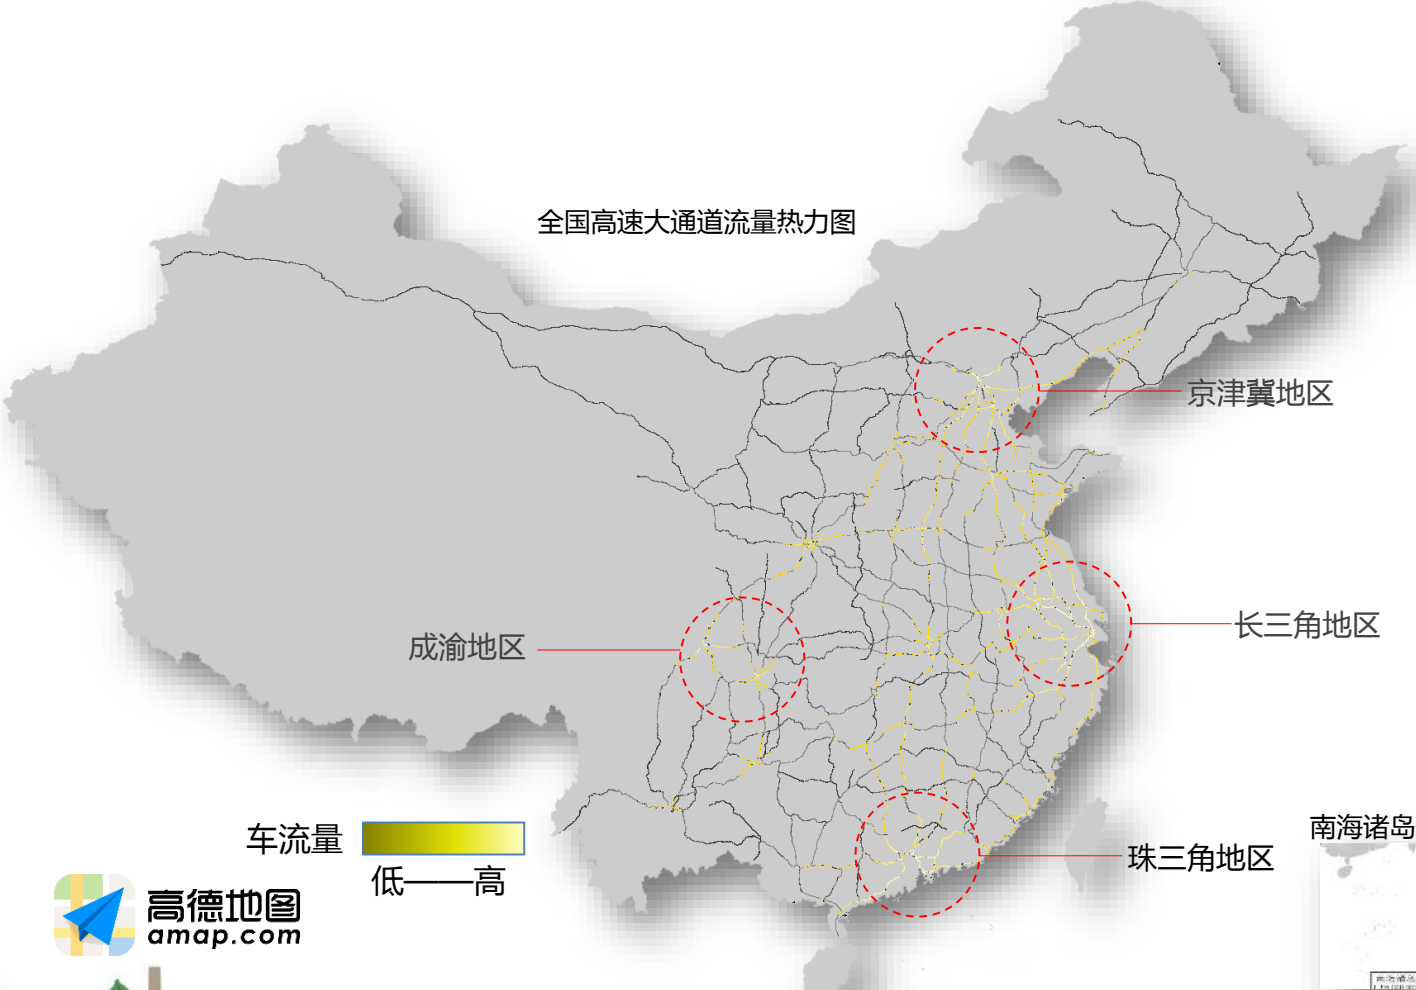 全国高速大通道流量热力图
京津冀地区
长三角地区
成渝地区
南海诸岛
车流量
低——高
珠三角地区
高德地图
amap.com